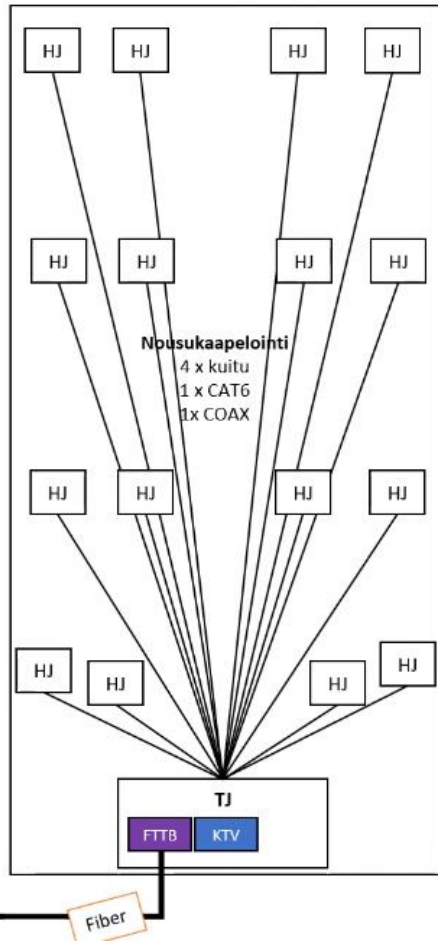 HJ HJ HJ HJ
HJ HJ HJ HJ
Nousukaapelointi
4 x kuitu
1 x CAT6
1x COAX
HJ HJ HJ HJ
HJ HJ HJ HJ
TJ
FTTB KTV
Fiber